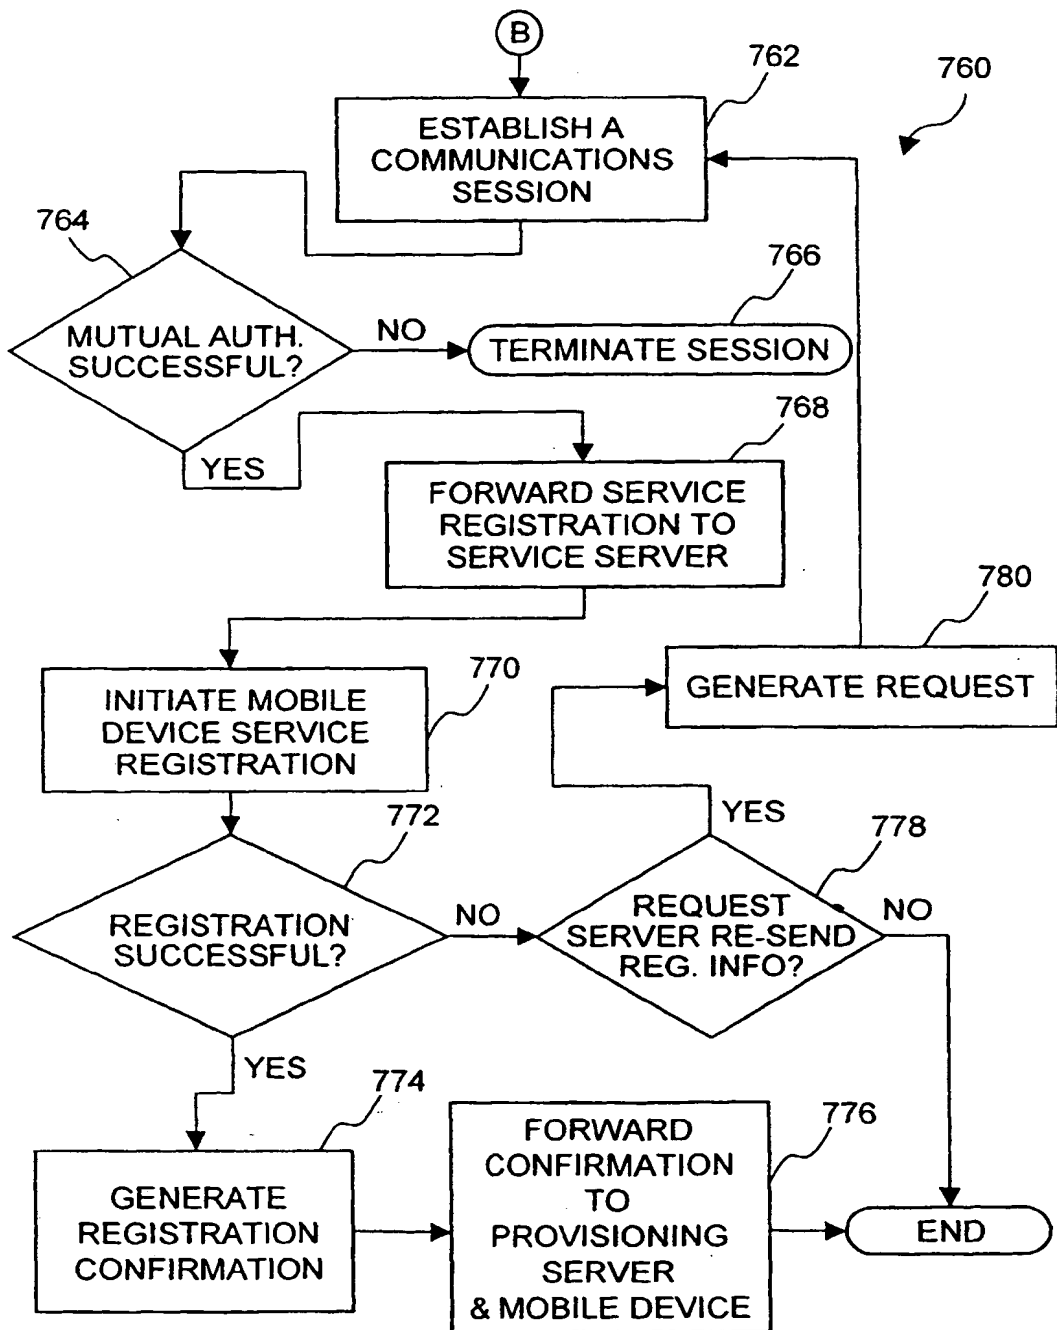 B
762
760
ESTABLISH A
COMMUNICATIONS
SESSION
764
766
MUTUAL AUTH.
SUCCESSFUL?
NO
TERMINATE SESSION
768
YES
FORWARD SERVICE
REGISTRATION TO
SERVICE SERVER
780
770
GENERATE REQUEST
INITIATE MOBILE
DEVICE SERVICE
REGISTRATION
772
YES
778
REGISTRATION
SUCCESSFUL?
NO
REQUEST
SERVER RE-SEND
REG. INFO?
NO
YES
774
776
GENERATE
REGISTRATION
CONFIRMATION
FORWARD
CONFIRMATION
TO
PROVISIONING
SERVER
& MOBILE DEVICE
END